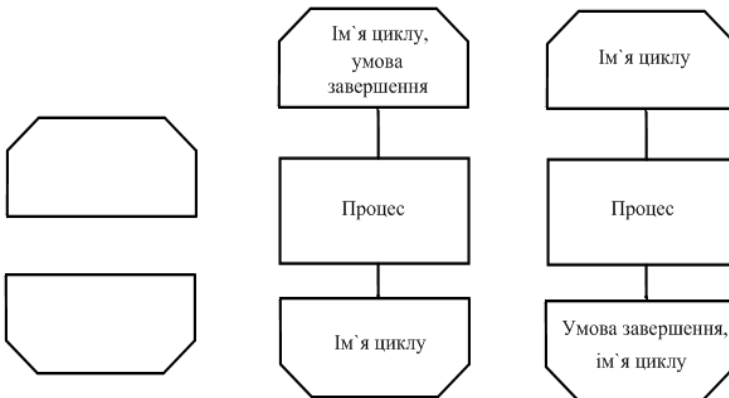 Ім`я циклу,
умова
завершення
Процес
Ім`я циклу
Ім`я циклу
Процес
Умова завершення,
ім`я циклу